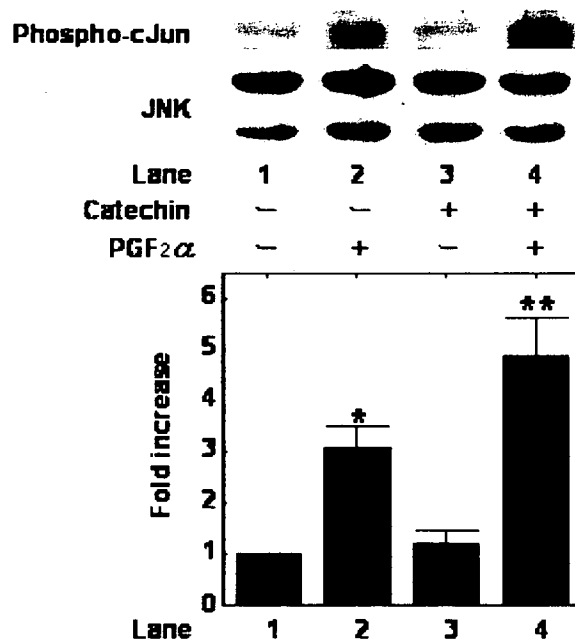 Phospho-cJun
JNK
Lane 1 2 3 4
Catechin − − + +
PGF2α − + − +
6
5
4
3
2
1
0
Fold increase
*
**
Lane 1 2 3 4